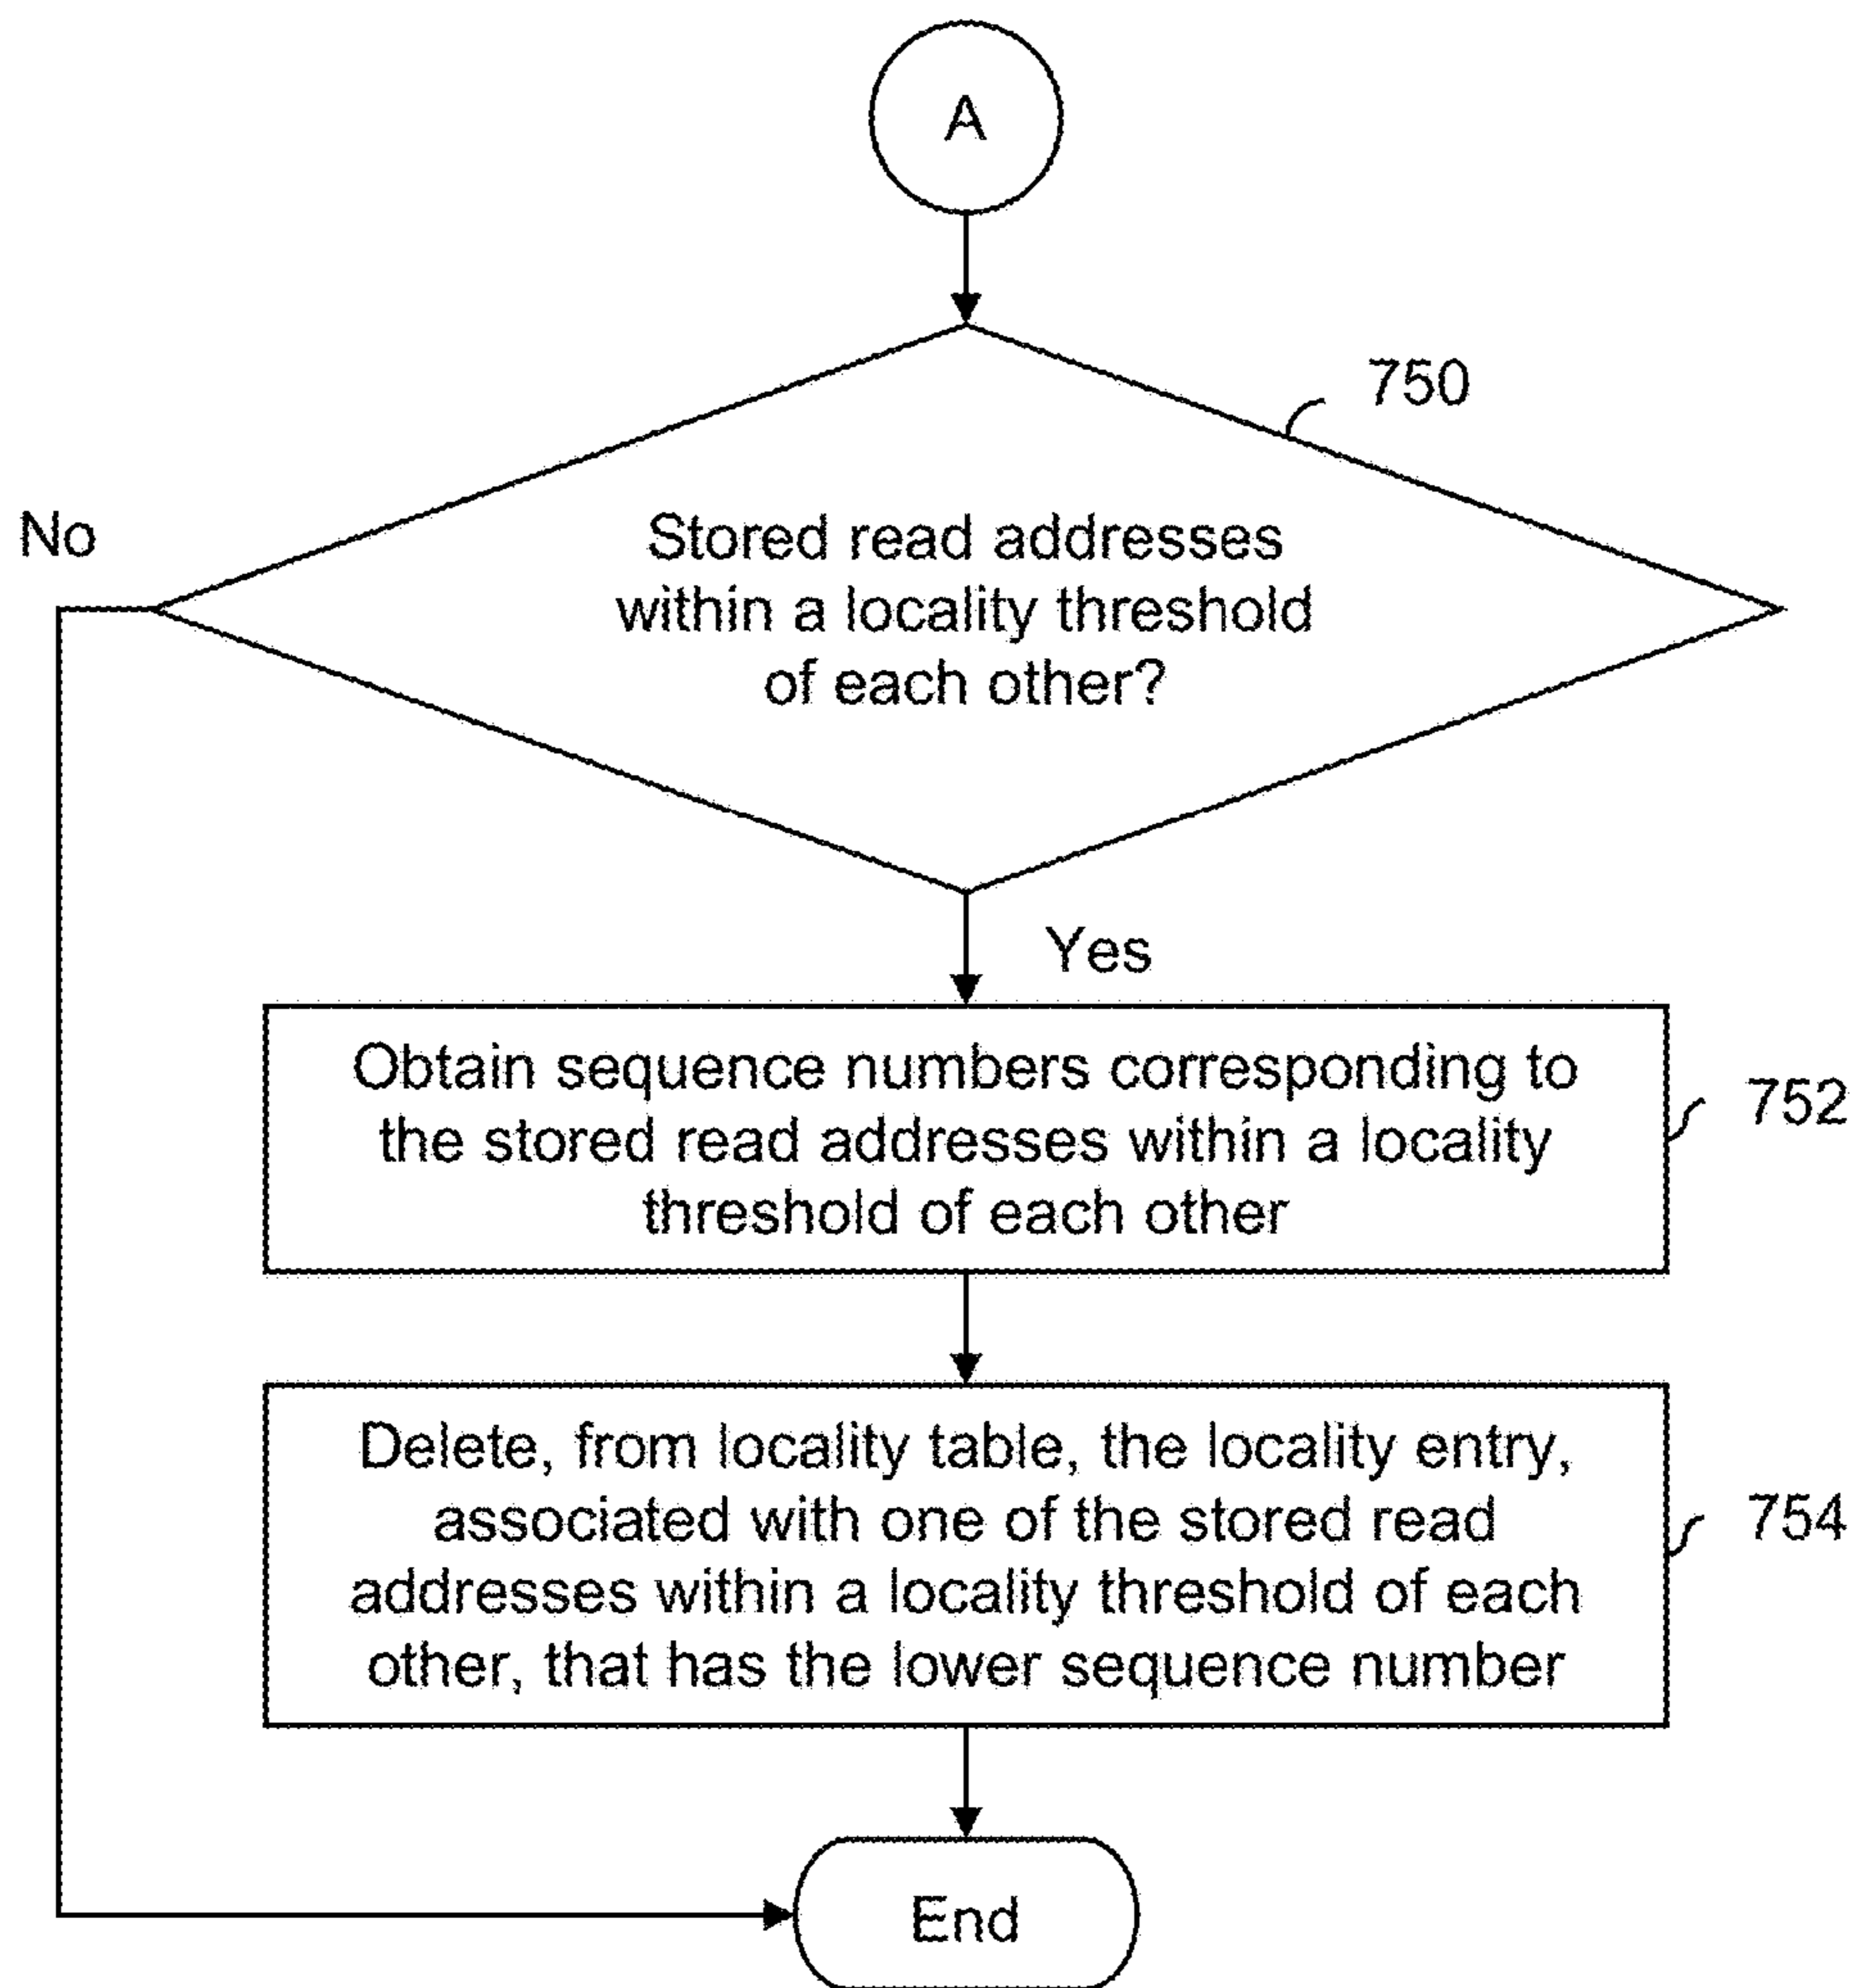 A
750
No
Stored read addresses
within a locality threshold
of each other?
Yes
Obtain sequence numbers corresponding to
the stored read addresses within a locality
threshold of each other
752
Delete, from locality table, the locality entry,
associated with one of the stored read
addresses within a locality threshold of each
other, that has the lower sequence number
754
End